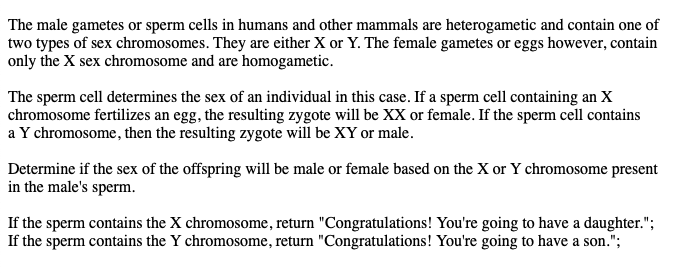 The male gametes or sperm cells in humans and other mammals are heterogametic and contain one of
two types of sex chromosomes. They are either X or Y. The female gametes or eggs however, contain
only the X sex chromosome and are homogametic.
The sperm cell determines the sex of an individual in this case. If a sperm cell containing an X
chromosome fertilizes an egg, the resulting zygote will be XX or female. If the sperm cell contains
a Y chromosome, then the resulting zygote will be XY or male.
Determine if the sex of the offspring will be male or female based on the X or Y chromosome present
in the male's sperm.
If the sperm contains the X chromosome, return "Congratulations! You're going to have a daughter.";
If the sperm contains the Y chromosome, return "Congratulations! You're going to have a son.";